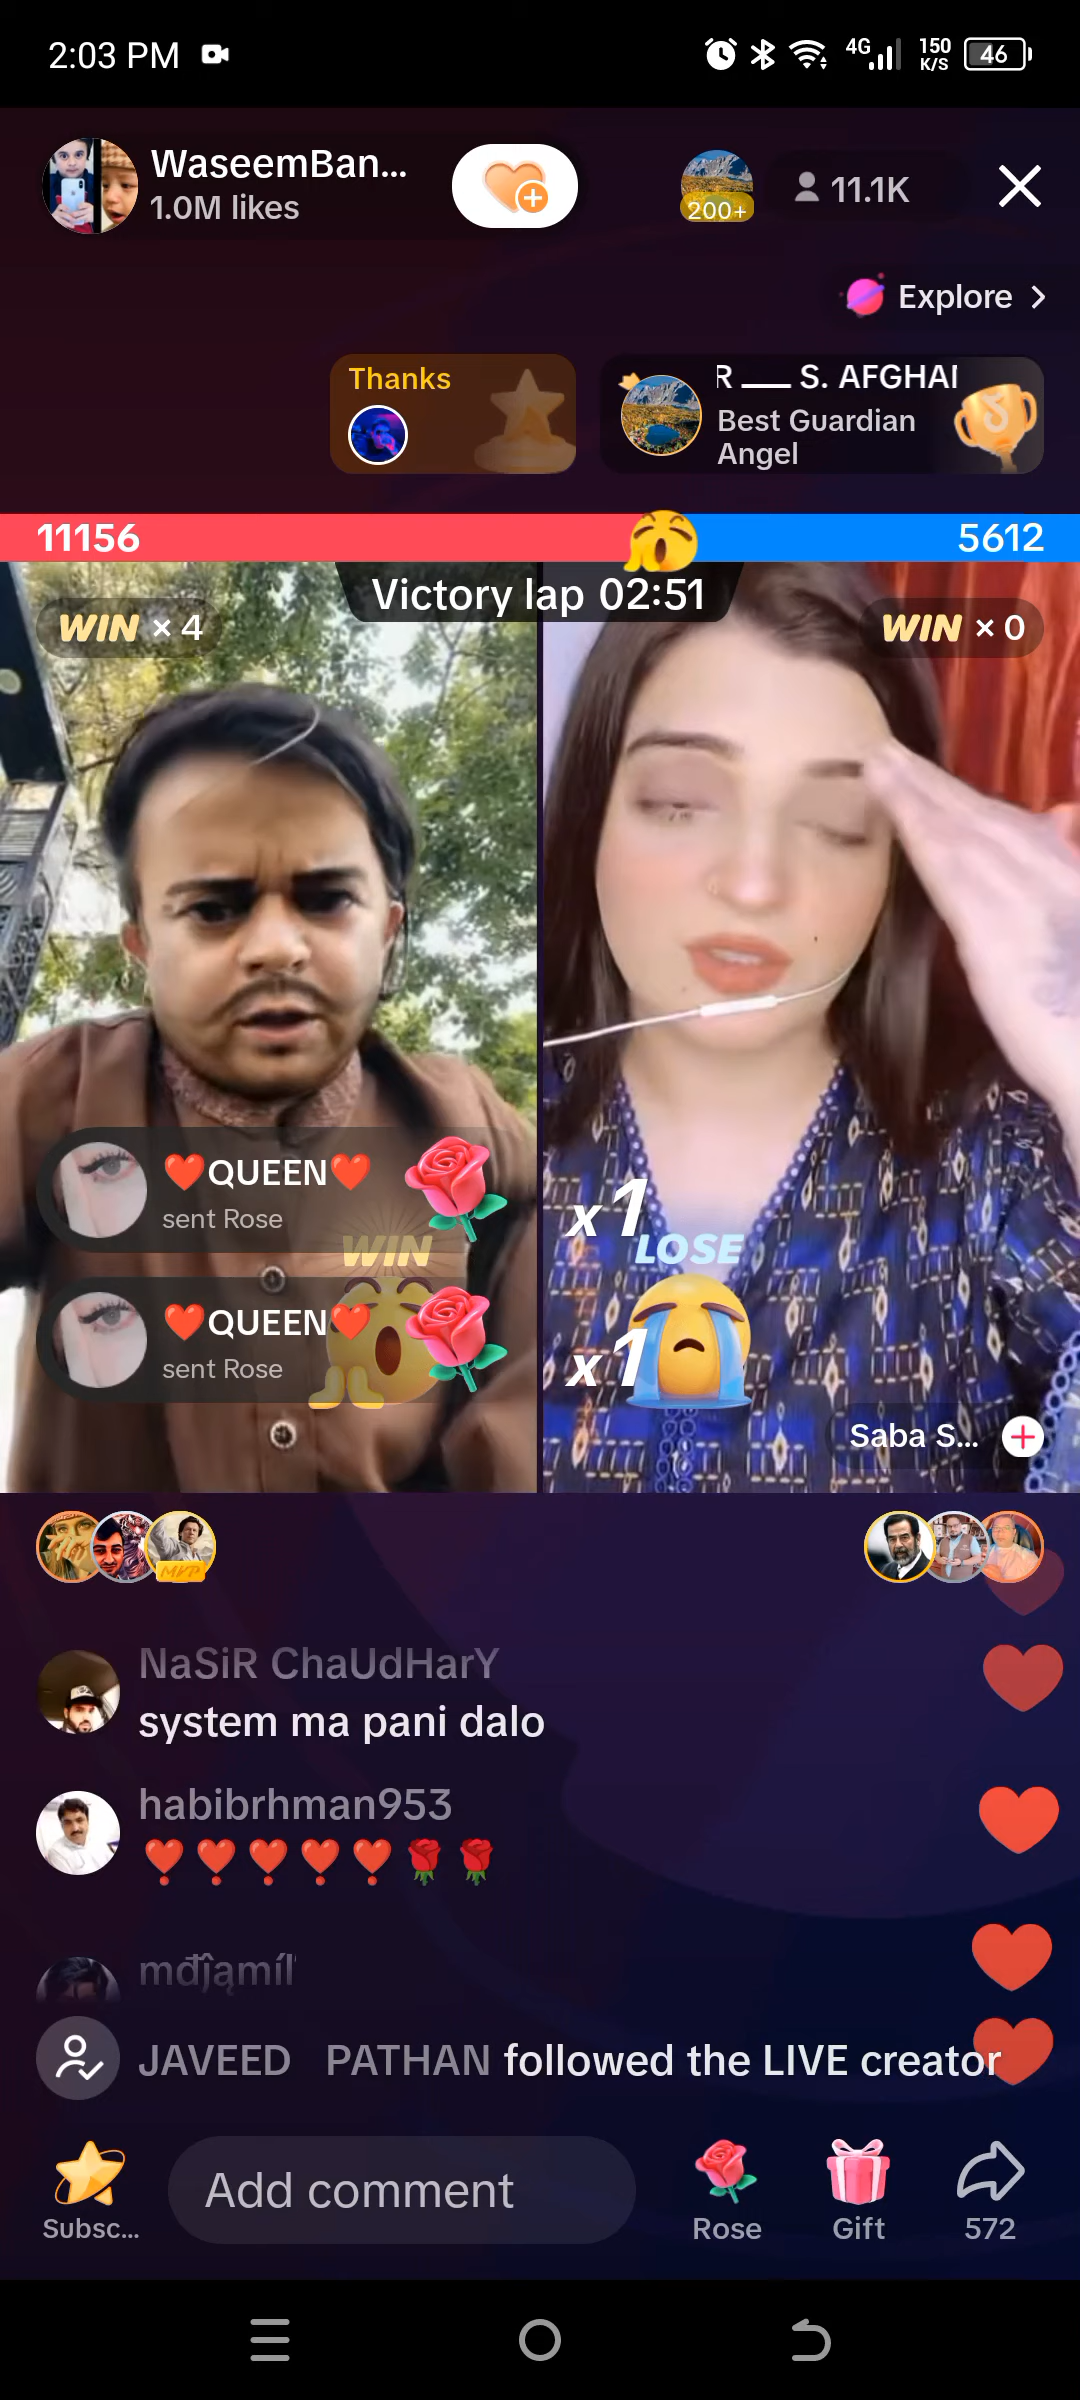 2:03 PM
4G 150 K/S 46
WaseemBan...
1.0M likes
200+
11.1K
Explore
Thanks
R ___ S. AFGHAN
Best Guardian
Angel
11156
5612
Victory lap 02:51
WIN × 4
WIN × 0
❤️QUEEN❤️
sent Rose
x1
WIN
LOSE
❤️QUEEN❤️
sent Rose
x1
Saba S...
MVP
NaSiR ChaUdHarY
system ma pani dalo
habibrhman953
❣️❣️❣️❣️❣️🌹🌹
JAVEED PATHAN followed the LIVE creator
Subsc...
Add comment
Rose
Gift
572